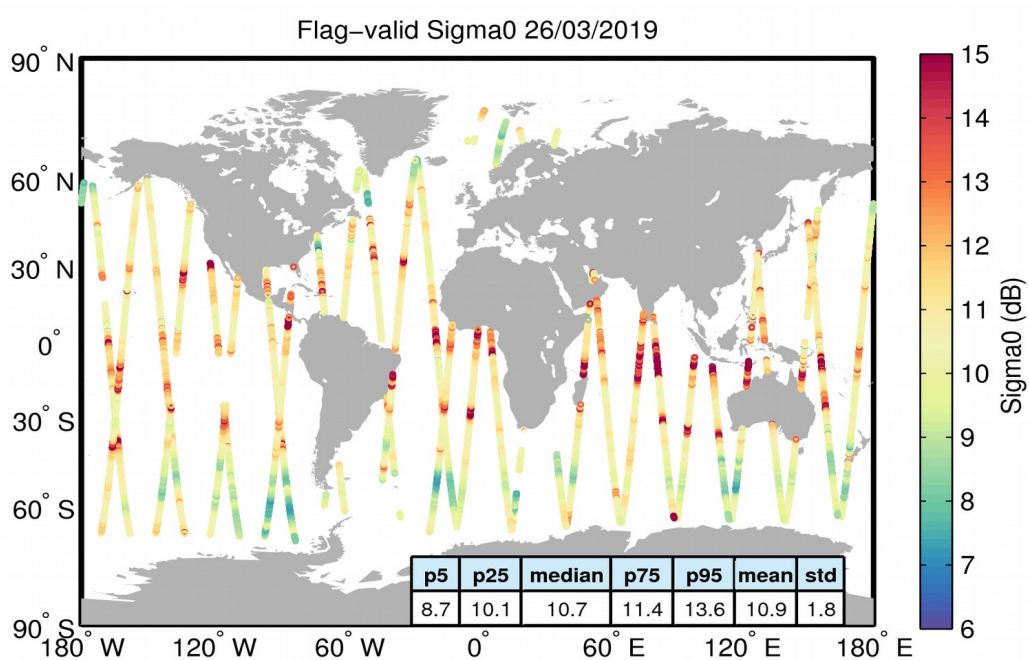 Flag−valid Sigma0 26/03/2019
90° N
60° N
30° N
0°
30° S
60° S
90° S
180° W
120° W
60° W
0°
60° E
120° E
180° E
p5 p25 median p75 p95 mean std
8.7 10.1 10.7 11.4 13.6 10.9 1.8
15
14
13
12
11
10
9
8
7
6
Sigma0 (dB)